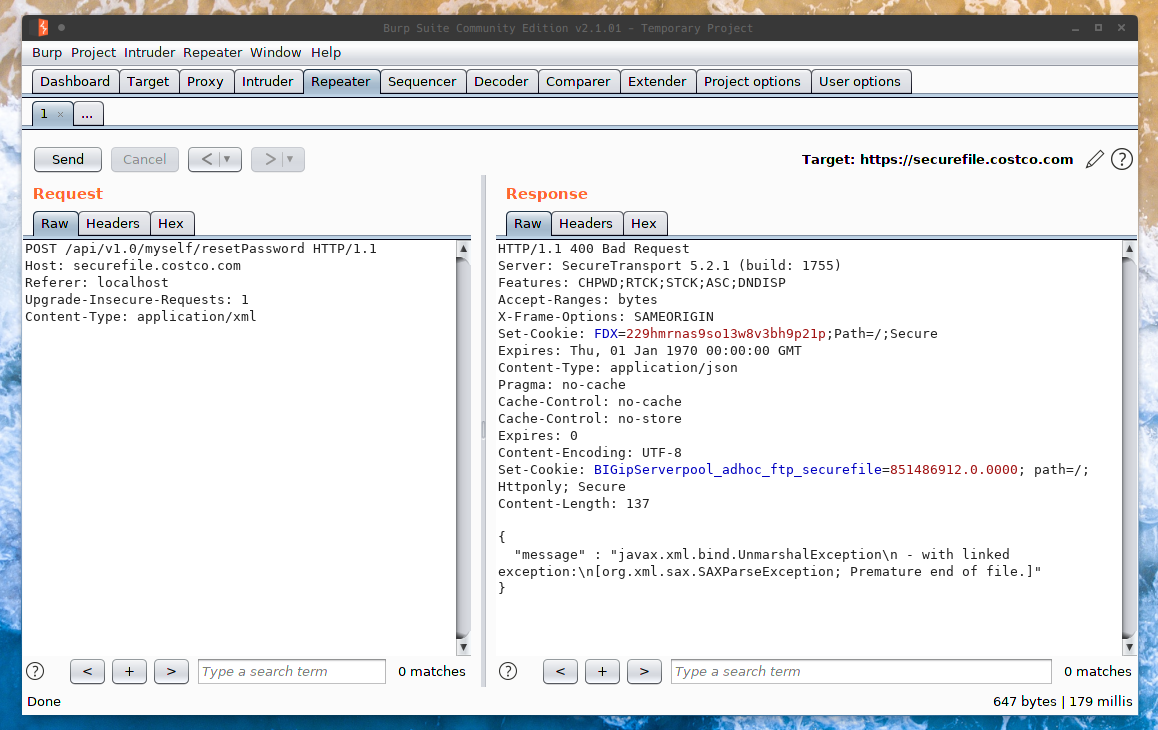 Burp Suite Community Edition v2.1.01 - Temporary Project
Burp Project Intruder Repeater Window Help
Dashboard Target Proxy Intruder Repeater Sequencer Decoder Comparer Extender Project options User options
1 × ...
Send Cancel < ▼ > ▼ Target: https://securefile.costco.com ?
Request
Raw Headers Hex
POST /api/v1.0/myself/resetPassword HTTP/1.1
Host: securefile.costco.com
Referer: localhost
Upgrade-Insecure-Requests: 1
Content-Type: application/xml
? < + > Type a search term 0 matches
Response
Raw Headers Hex
HTTP/1.1 400 Bad Request
Server: SecureTransport 5.2.1 (build: 1755)
Features: CHPWD;RTCK;STCK;ASC;DNDISP
Accept-Ranges: bytes
X-Frame-Options: SAMEORIGIN
Set-Cookie: FDX=229hmrnas9so13w8v3bh9p21p;Path=/;Secure
Expires: Thu, 01 Jan 1970 00:00:00 GMT
Content-Type: application/json
Pragma: no-cache
Cache-Control: no-cache
Cache-Control: no-store
Expires: 0
Content-Encoding: UTF-8
Set-Cookie: BIGipServerpool_adhoc_ftp_securefile=851486912.0.0000; path=/;
Httponly; Secure
Content-Length: 137
{
"message" : "javax.xml.bind.UnmarshalException\n - with linked
exception:\n[org.xml.sax.SAXParseException; Premature end of file.]"
}
? < + > Type a search term 0 matches
Done 647 bytes | 179 millis